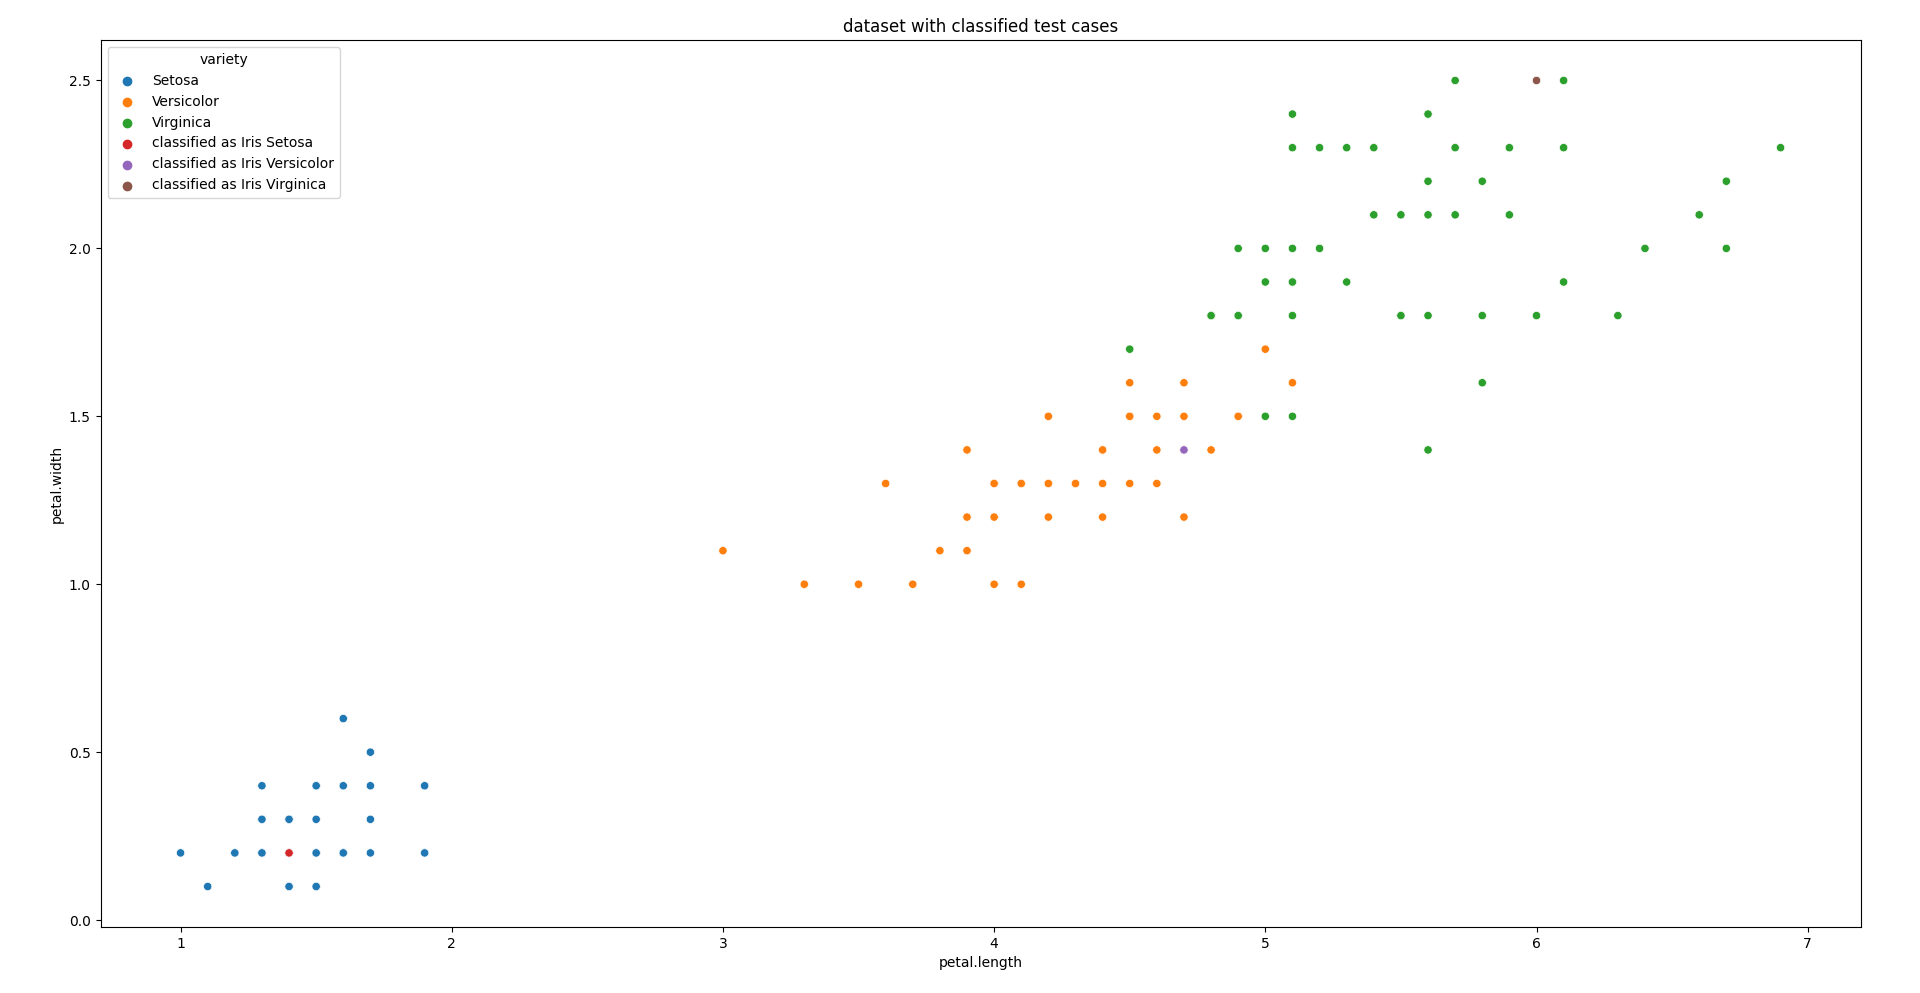 dataset with classified test cases
variety
Setosa
Versicolor
Virginica
classified as Iris Setosa
classified as Iris Versicolor
classified as Iris Virginica
2.5
2.0
1.5
1.0
0.5
0.0
petal.width
1 2 3 4 5 6 7
petal.length